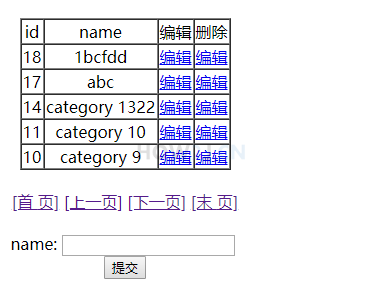 id name 编辑 删除
18 1bcfdd 编辑 编辑
17 abc 编辑 编辑
14 category 1322 编辑 编辑
11 category 10 编辑 编辑
10 category 9 编辑 编辑
[首 页] [上一页] [下一页] [末 页]
name:
提交